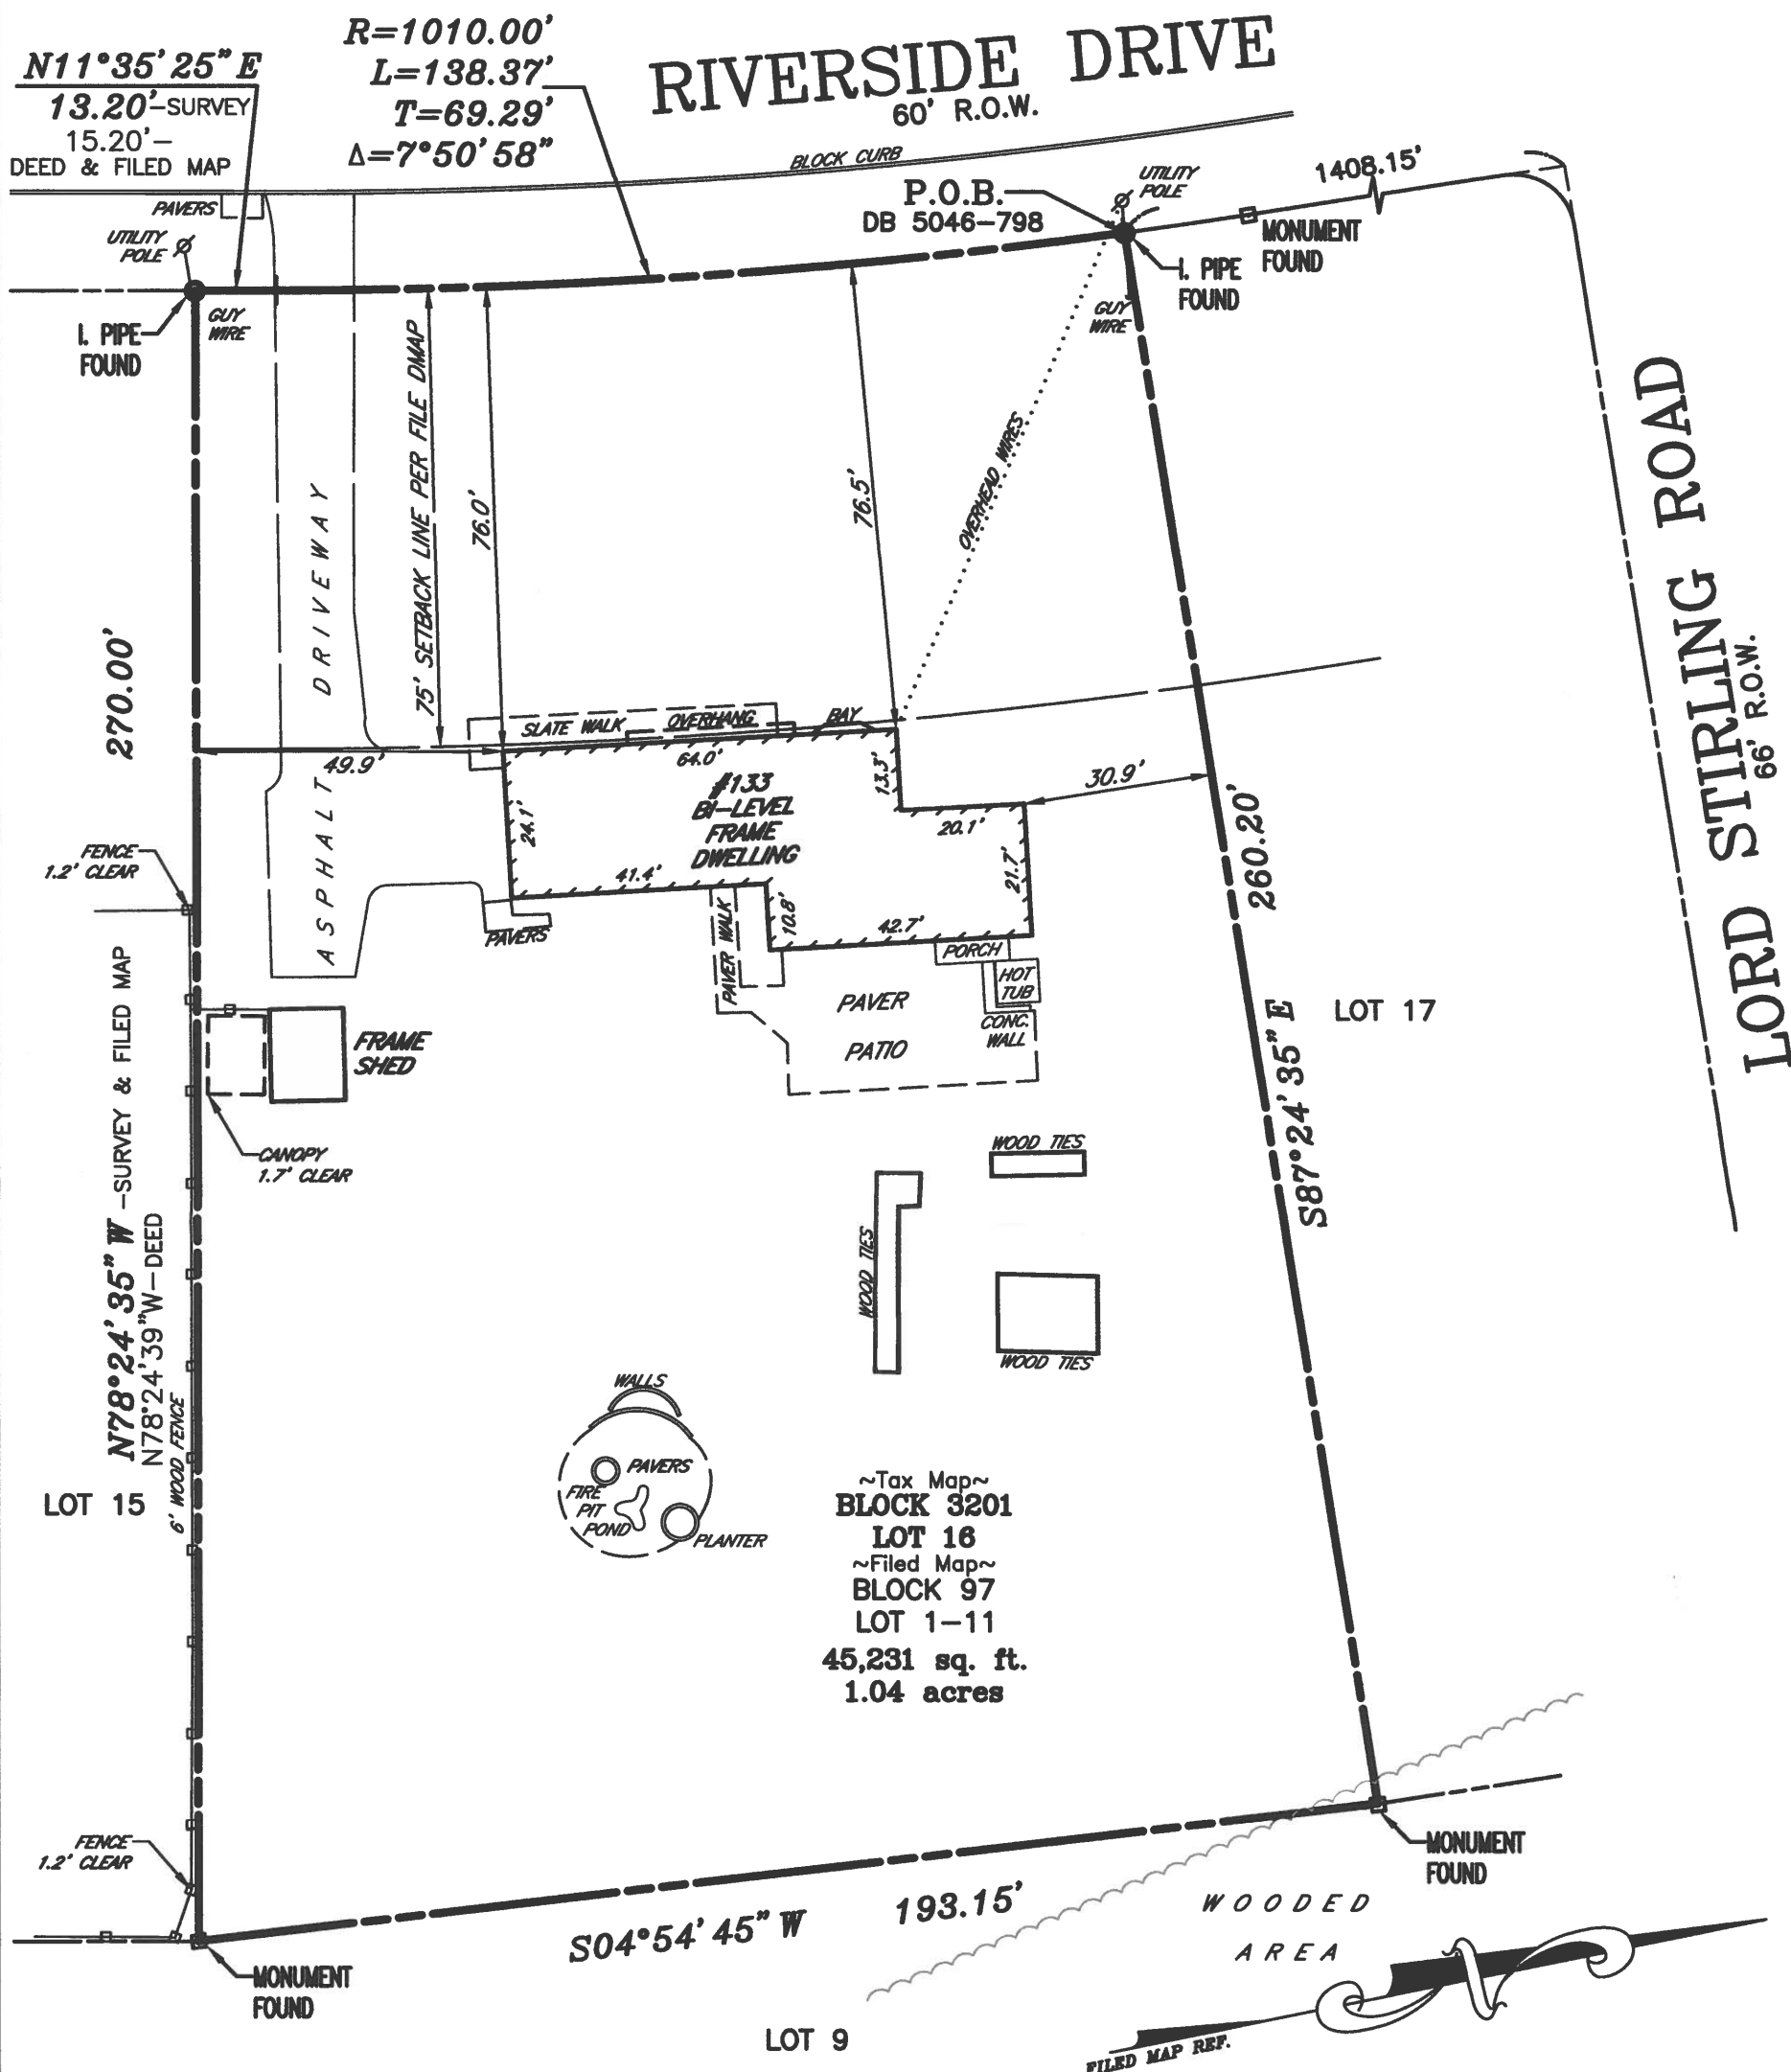 N11°35'25" E
13.20'-SURVEY
15.20'-
DEED & FILED MAP
R=1010.00'
L=138.37'
T=69.29'
Δ=7°50'58"
RIVERSIDE DRIVE
60' R.O.W.
BLOCK CURB
P.O.B.
DB 5046-798
UTILITY
POLE
1408.15'
MONUMENT
FOUND
I. PIPE
FOUND
GUY
WIRE
PAVERS
UTILITY
POLE
I. PIPE
FOUND
GUY
WIRE
ASPHALT DRIVEWAY
75' SETBACK LINE PER FILE DMAP
76.0'
76.5'
OVERHEAD WIRES
LORD STIRLING ROAD
66' R.O.W.
270.00'
49.9'
SLATE WALK
OVERHANG
BAY
64.0'
13.3'
30.9'
20.1'
#133
BI-LEVEL
FRAME
DWELLING
24.1'
41.4'
21.7'
10.8'
42.7'
260.20'
S87°24'35" E
FENCE
1.2' CLEAR
PAVERS
PAVER WALK
PORCH
HOT
TUB
CONC.
WALL
PAVER
PATIO
LOT 17
FRAME
SHED
CANOPY
1.7' CLEAR
N78°24'35" W -SURVEY & FILED MAP
N78°24'39"W-DEED
6' WOOD FENCE
LOT 15
WOOD TIES
WOOD TIES
WOOD TIES
WALLS
PAVERS
FIRE
PIT
POND
PLANTER
~Tax Map~
BLOCK 3201
LOT 16
~Filed Map~
BLOCK 97
LOT 1-11
45,231 sq. ft.
1.04 acres
FENCE
1.2' CLEAR
MONUMENT
FOUND
S04°54'45" W
193.15'
MONUMENT
FOUND
WOODED
AREA
LOT 9
N
FILED MAP REF.